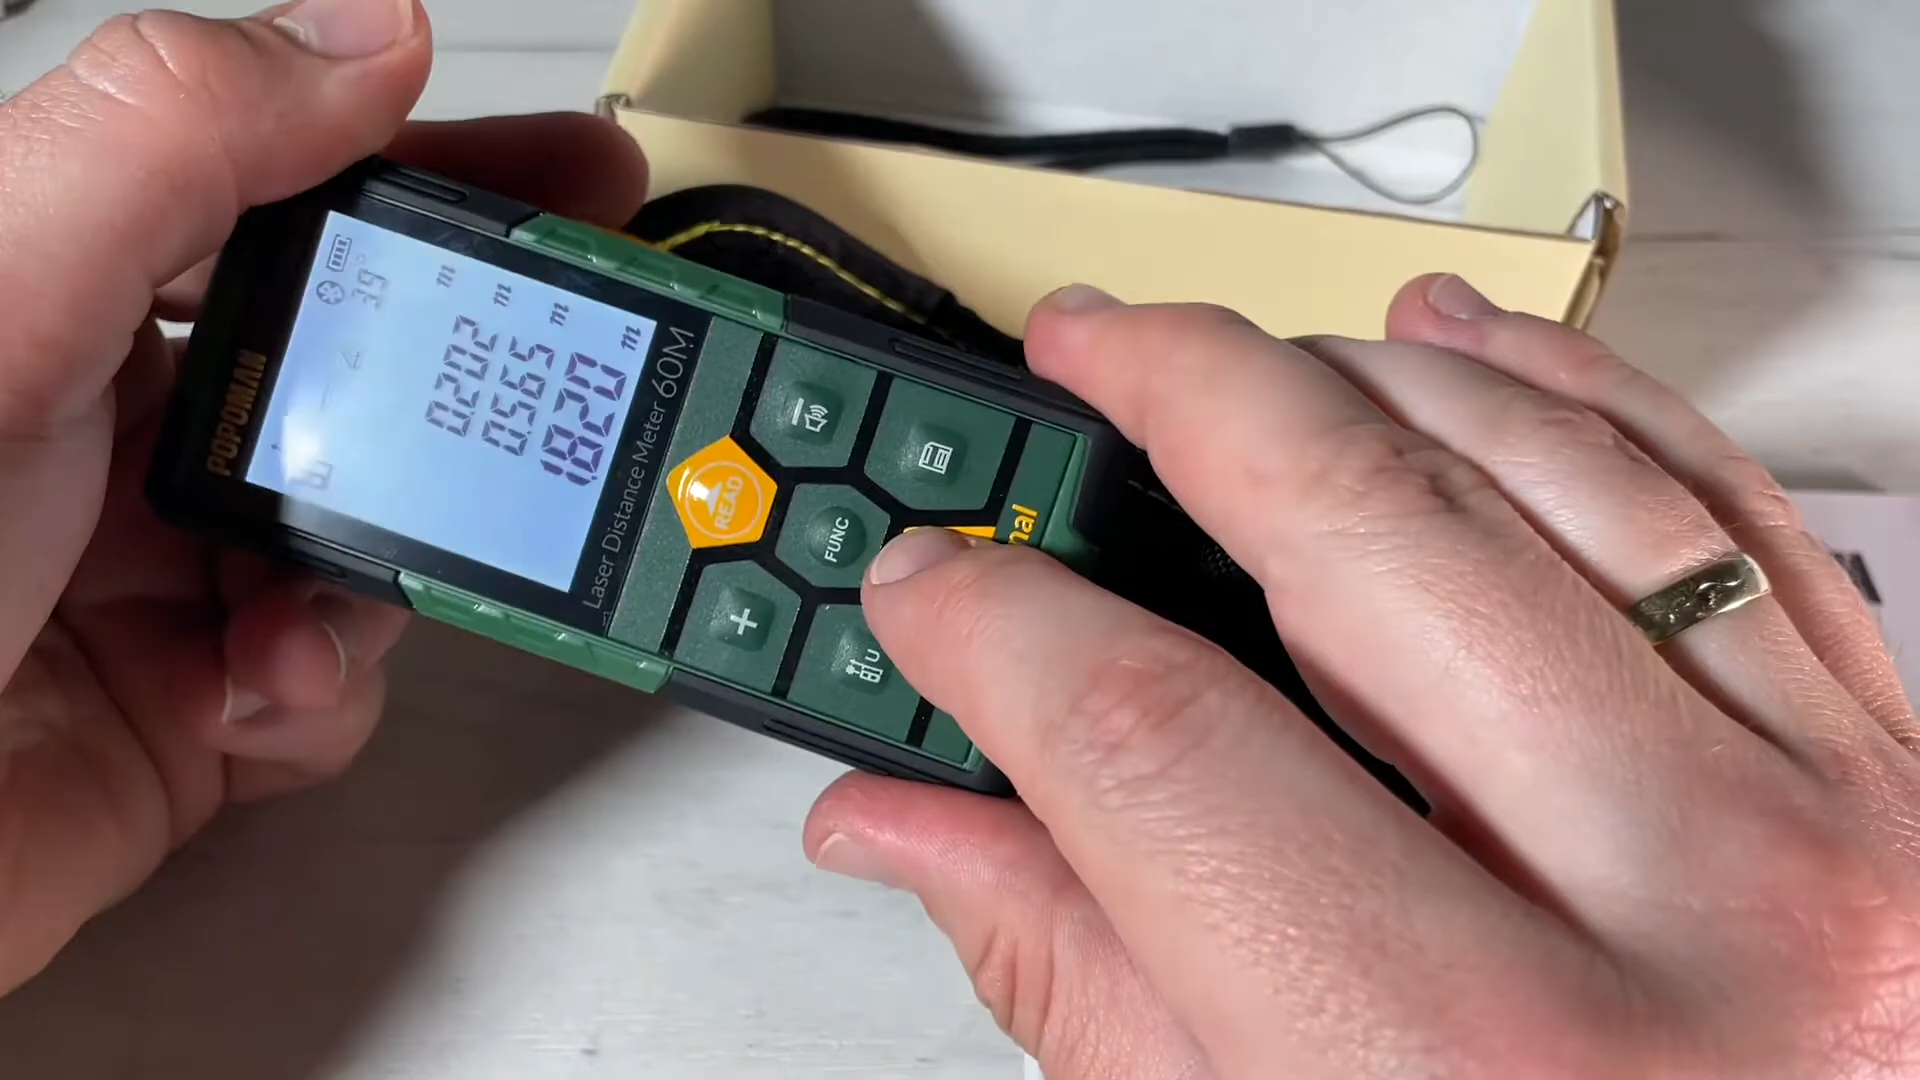 POPOMAN
39°
0.202 m
0.565 m
1.820 m
Laser Distance Meter 60M
READ
FUNC
+
U
nal